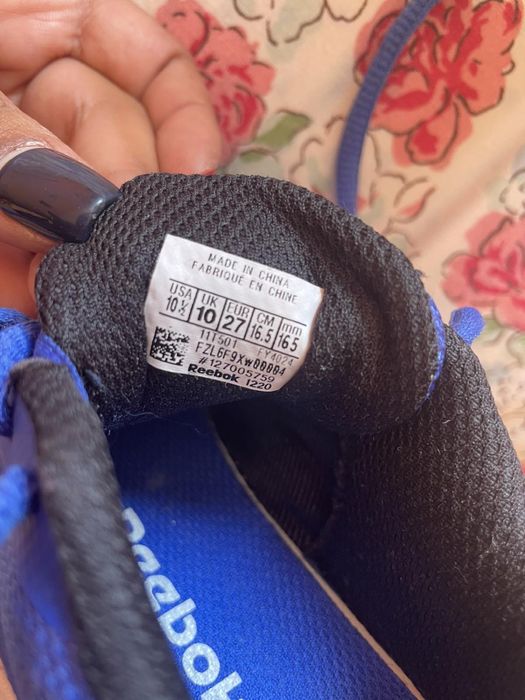 MADE IN CHINA
FABRIQUÉ EN CHINE
USA UK EUR CM mm
10½ 10 27 16.5 165
111501 FY4024
FZL6F9XW00004
#127005759
Reebok 1220
Reebok